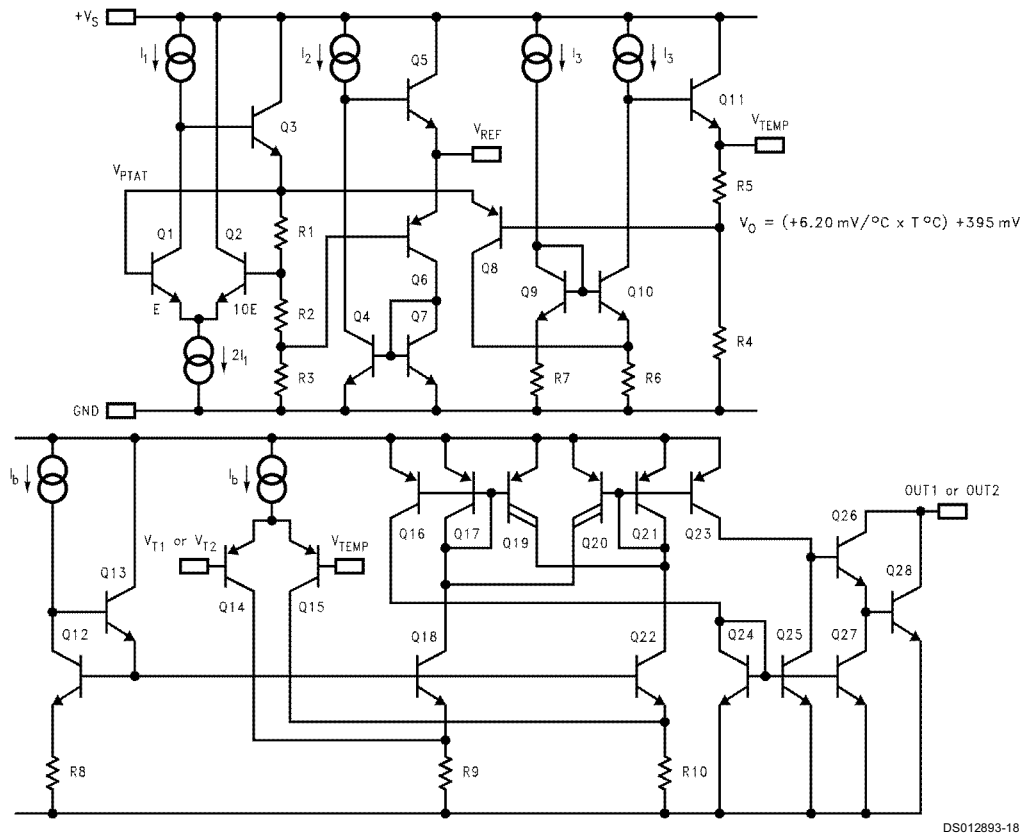 +VS
I1
I2
Q5
I3
I3
Q11
Q3
VREF
VTEMP
VPTAT
R5
Q1
Q2
R1
VO = (+6.20 mV/°C x T °C) +395 mV
Q6
Q8
Q9
Q10
E
10E
R2
Q4
Q7
2I1
R3
R7
R6
R4
GND
Ib
Ib
OUT1 or OUT2
Q16
Q17
Q19
Q20
Q21
Q23
Q26
VT1 or VT2
VTEMP
Q13
Q28
Q14
Q15
Q12
Q18
Q22
Q24
Q25
Q27
R8
R9
R10
DS012893-18